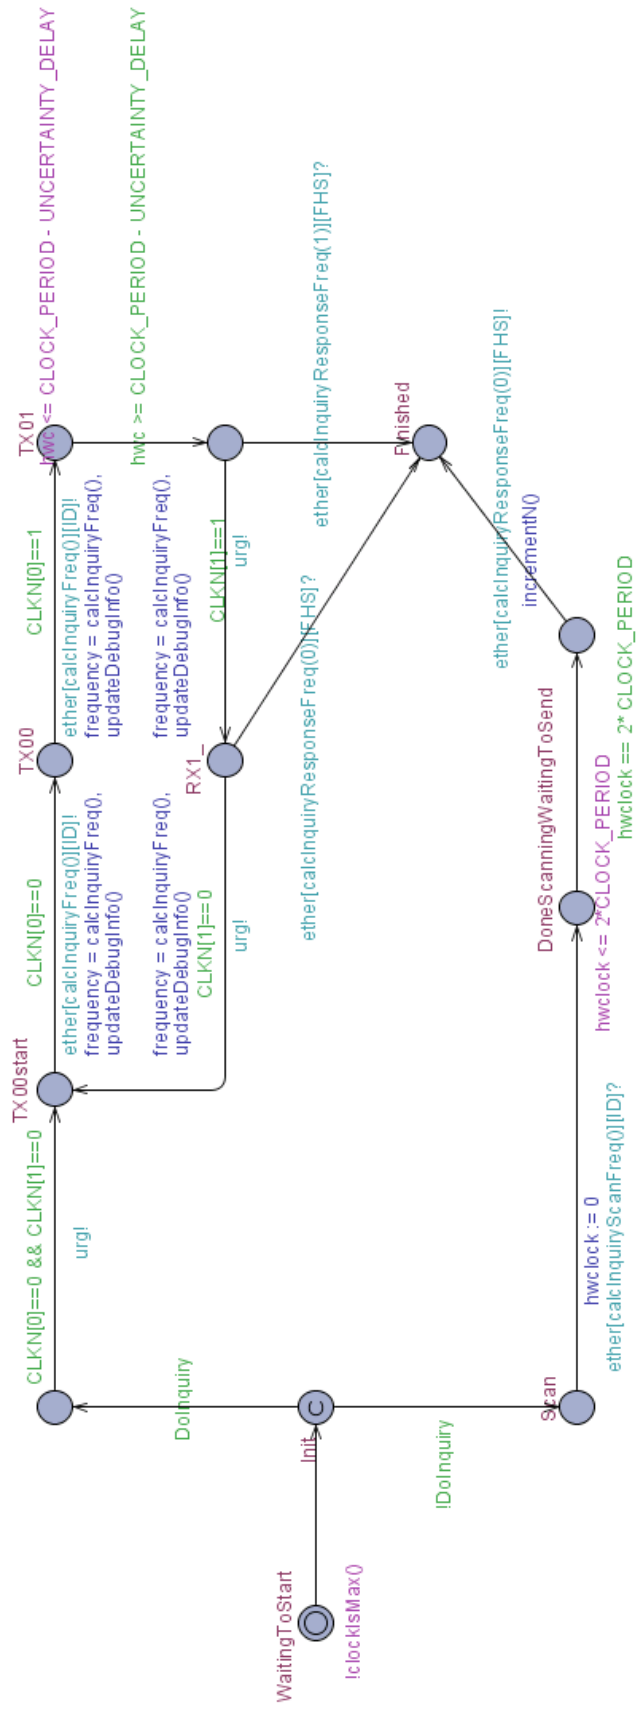 WaitingToStart
!clockIsMax()
Init
C
DoInquiry
!DoInquiry
CLKN[0]==0 && CLKN[1]==0
urg!
TX00start
CLKN[0]==0
ether[calcInquiryFreq()][ID]!
frequency = calcInquiryFreq(),
updateDebugInfo()
TX00
CLKN[0]==1
ether[calcInquiryFreq()][ID]!
frequency = calcInquiryFreq(),
updateDebugInfo()
TX01
hwc <= CLOCK_PERIOD - UNCERTAINTY_DELAY
hwc >= CLOCK_PERIOD - UNCERTAINTY_DELAY
frequency = calcInquiryFreq(),
updateDebugInfo()
CLKN[1]==0
urg!
RX1_
frequency = calcInquiryFreq(),
updateDebugInfo()
CLKN[1]==1
urg!
ether[calcInquiryResponseFreq(0)][FHS]?
ether[calcInquiryResponseFreq(1)][FHS]?
Finished
Scan
hwclock := 0
ether[calcInquiryScanFreq()][ID]?
DoneScanningWaitingToSend
hwclock <= 2*CLOCK_PERIOD
hwclock == 2* CLOCK_PERIOD
ether[calcInquiryResponseFreq(0)][FHS]!
incrementN()